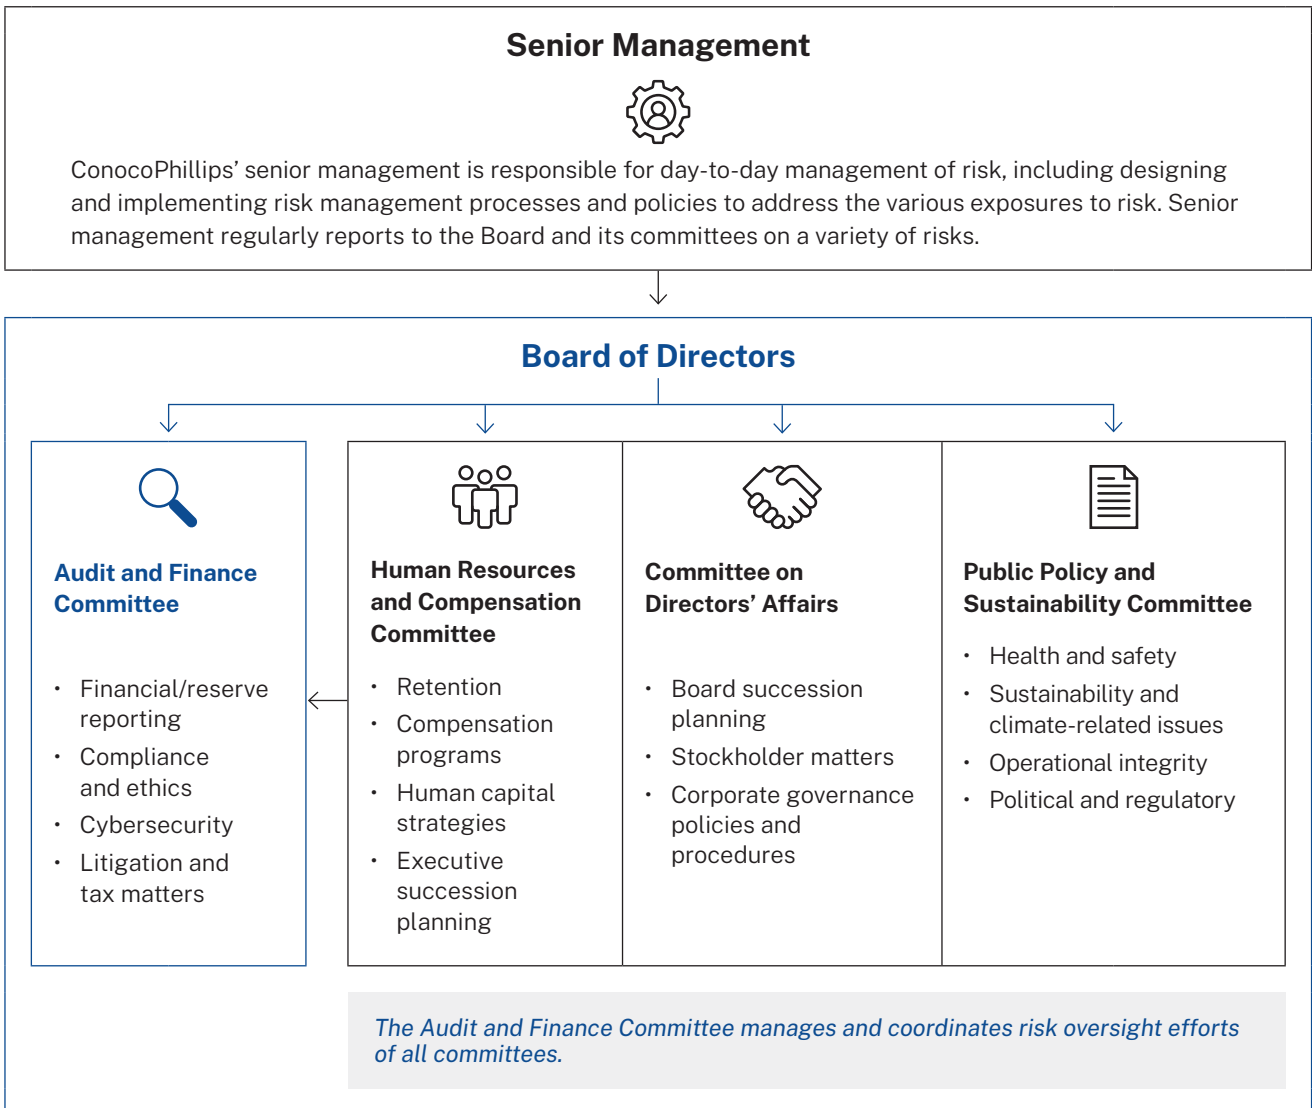 Senior Management
ConocoPhillips’ senior management is responsible for day-to-day management of risk, including designing
and implementing risk management processes and policies to address the various exposures to risk. Senior
management regularly reports to the Board and its committees on a variety of risks.
Board of Directors
Audit and Finance
Committee
• Financial/reserve
reporting
• Compliance
and ethics
• Cybersecurity
• Litigation and
tax matters
Human Resources
and Compensation
Committee
• Retention
• Compensation
programs
• Human capital
strategies
• Executive
succession
planning
Committee on
Directors’ Affairs
• Board succession
planning
• Stockholder matters
• Corporate governance
policies and
procedures
Public Policy and
Sustainability Committee
• Health and safety
• Sustainability and
climate-related issues
• Operational integrity
• Political and regulatory
The Audit and Finance Committee manages and coordinates risk oversight efforts
of all committees.